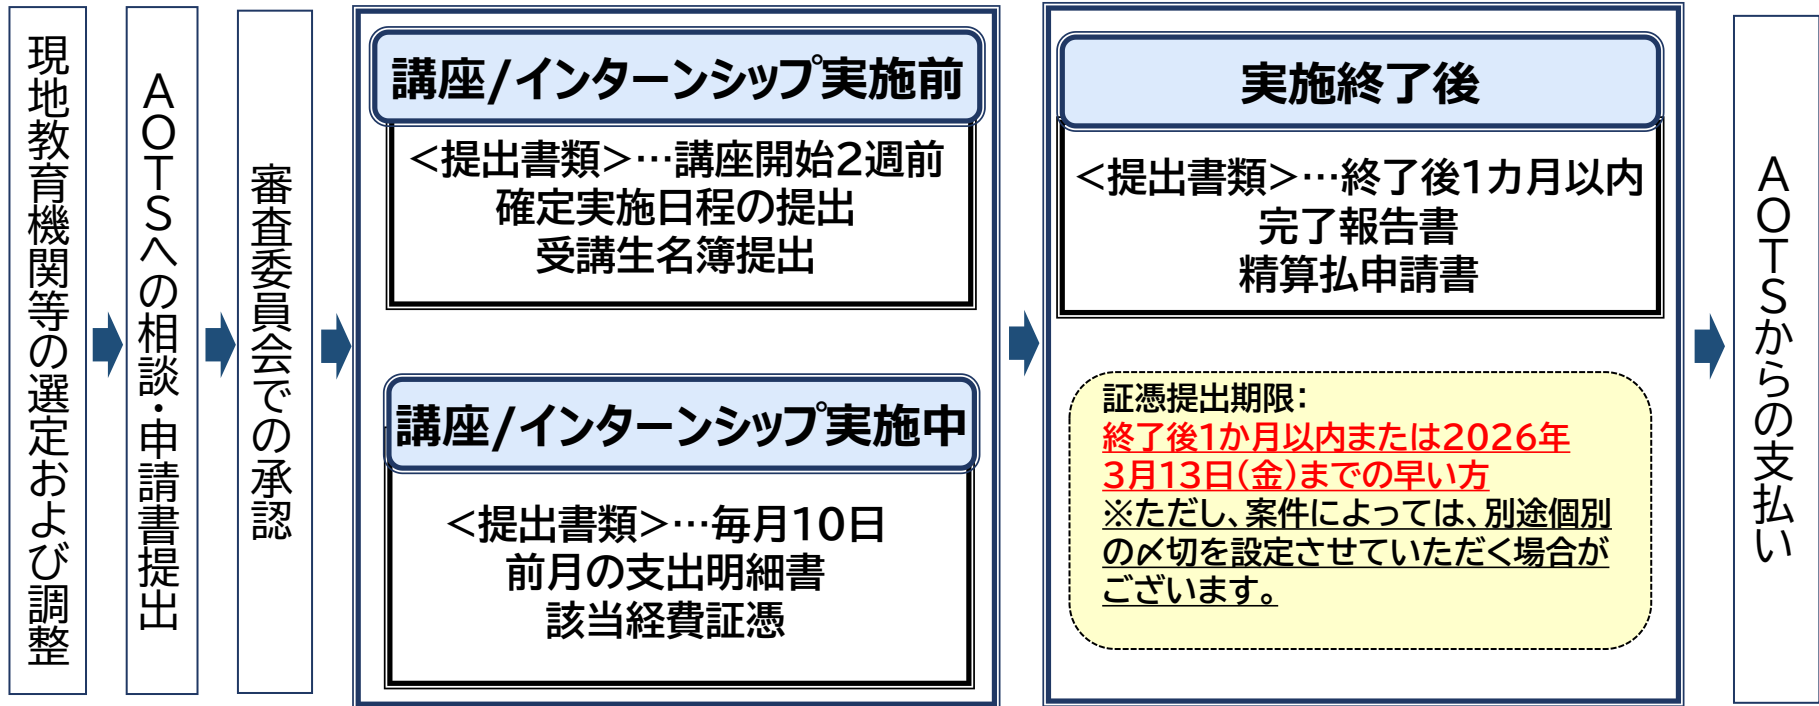 現地教育機関等の選定および調整
AOTSへの相談・申請書提出
審査委員会での承認
講座/インターンシップ実施前
<提出書類>…講座開始2週前
確定実施日程の提出
受講生名簿提出
講座/インターンシップ実施中
<提出書類>…毎月10日
前月の支出明細書
該当経費証憑
実施終了後
<提出書類>…終了後1カ月以内
完了報告書
精算払申請書
証憑提出期限：
終了後1か月以内または2026年
3月13日(金)までの早い方
※ただし、案件によっては、別途個別
の〆切を設定させていただく場合が
ございます。
AOTSからの支払い